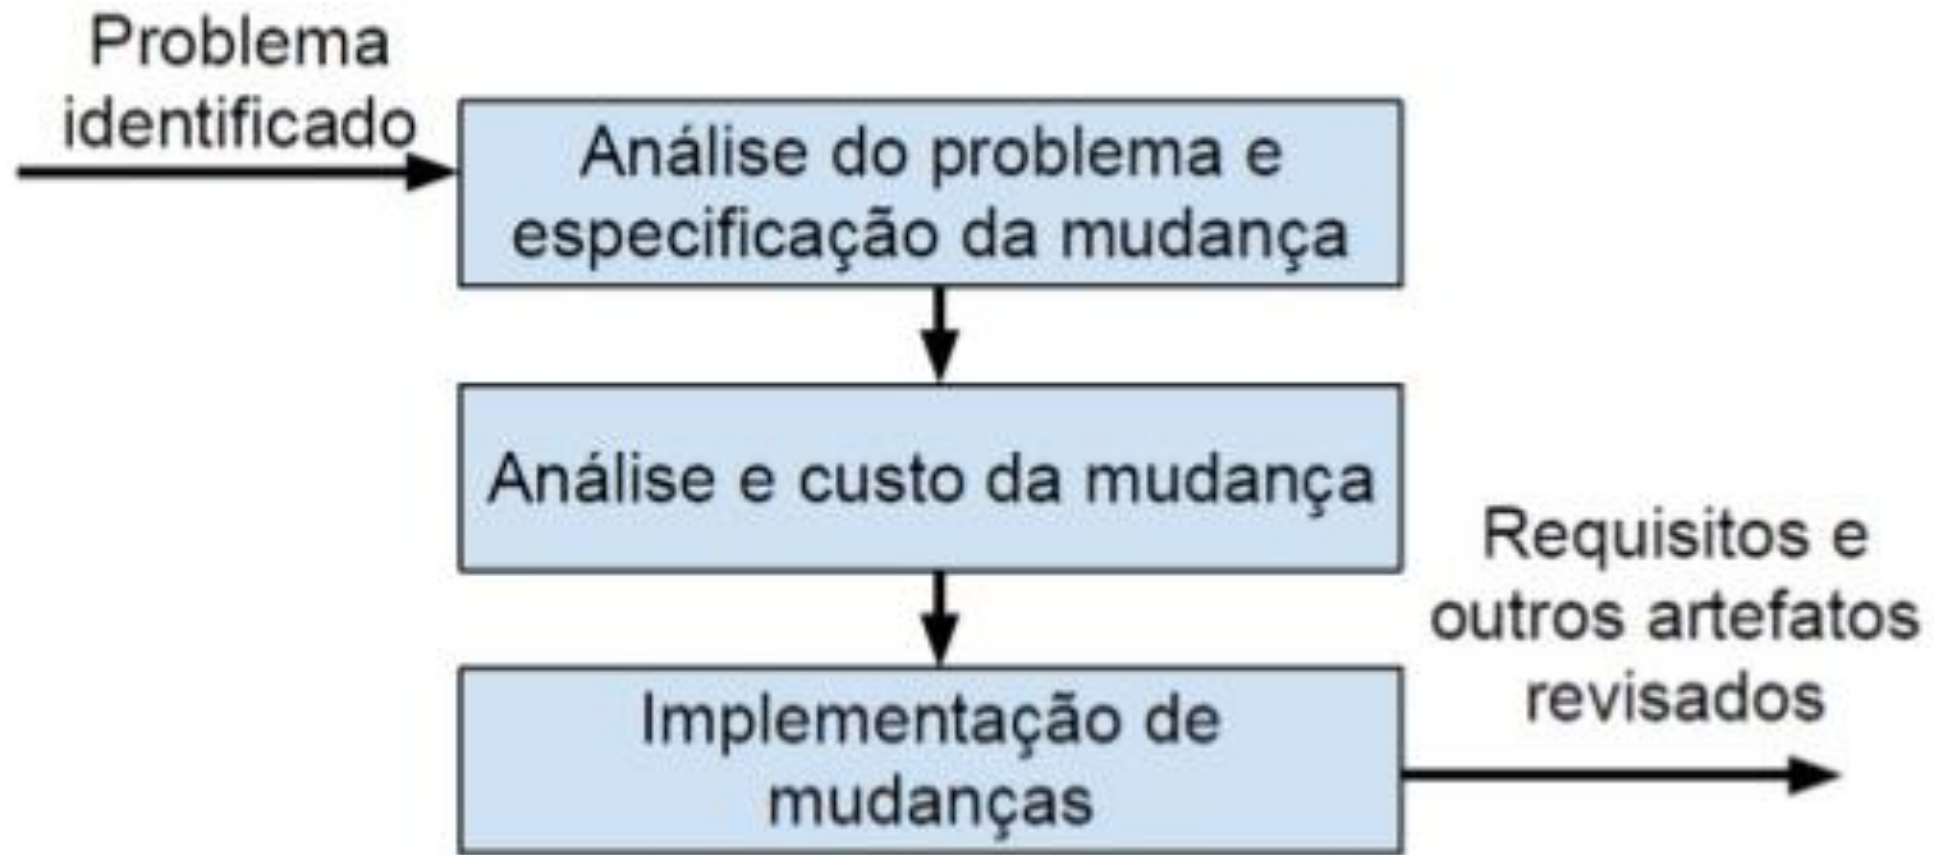 Problema
identificado
Análise do problema e
especificação da mudança
Análise e custo da mudança
Requisitos e
outros artefatos
revisados
Implementação de
mudanças